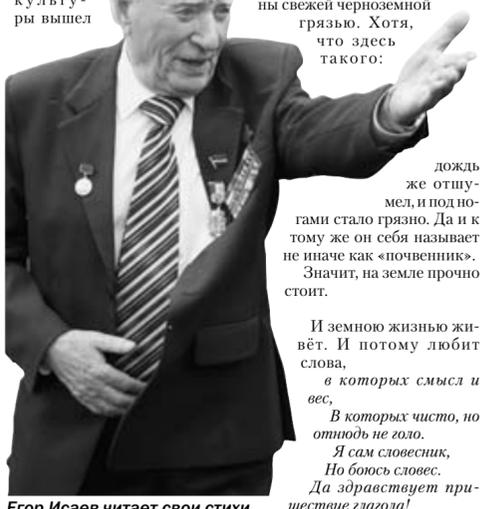 культу-
ры вышел
ны свежей черноземной
грязью. Хотя,
что здесь
такого:
дождь
же отшу-
мел, и под но-
гами стало грязно. Да и к
тому же он себя называет
не иначе как «почвенник».
Значит, на земле прочно
стоит.
И земною жизнью жи-
вёт. И потому любит
слова,
в которых смысл и
вес,
В которых чисто, но
отнюдь не голо.
Я сам словесник,
Но боюсь словес.
Да здравствует при-
шествие глагола!
Егор Исаев читает свои стихи